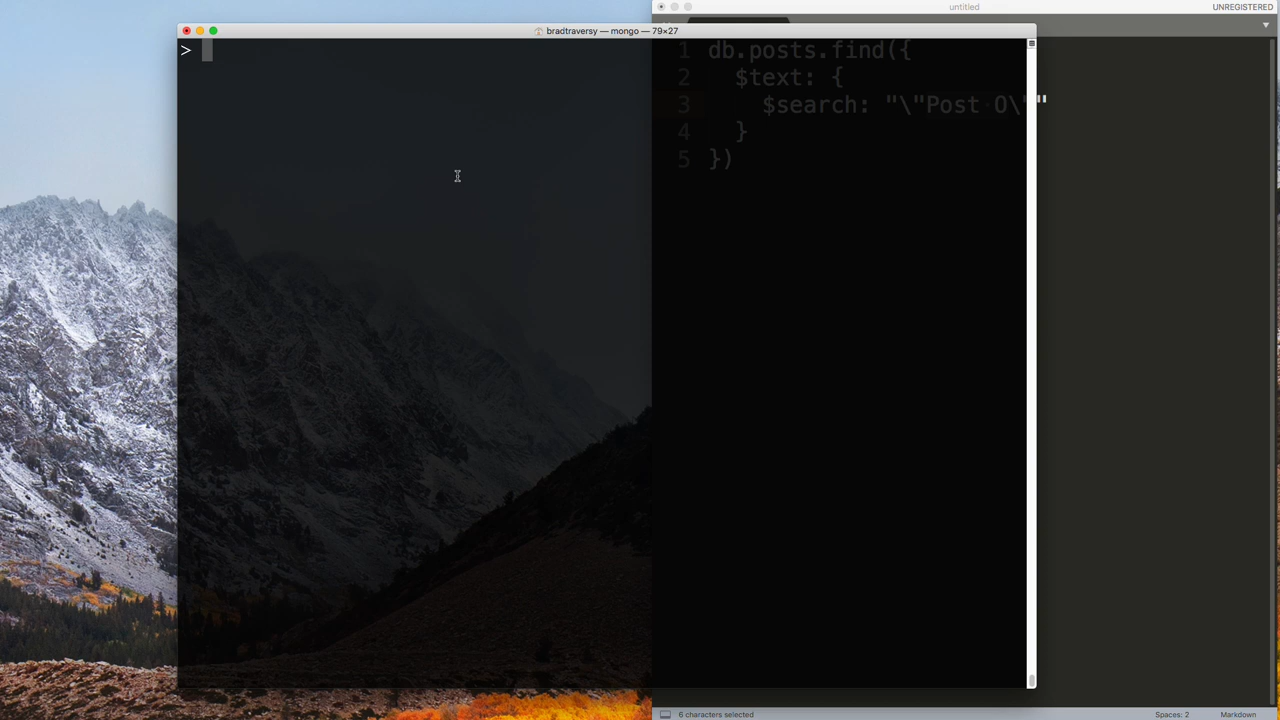 untitled
UNREGISTERED
bradtraversy — mongo — 79×27
>
1 db.posts.find({
2 $text: {
3 $search: "\"Post O\""
4 }
5 })
6 characters selected
Spaces: 2
Markdown